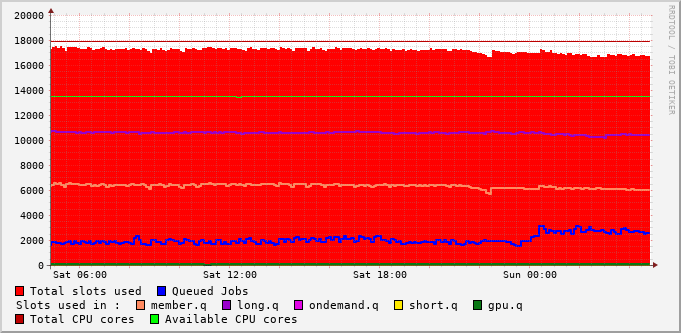 20000
18000
16000
14000
12000
10000
8000
6000
4000
2000
0
Sat 06:00 Sat 12:00 Sat 18:00 Sun 00:00
RRDTOOL / TOBI OETIKER
Total slots used Queued Jobs
Slots used in : member.q long.q ondemand.q short.q gpu.q
Total CPU cores Available CPU cores